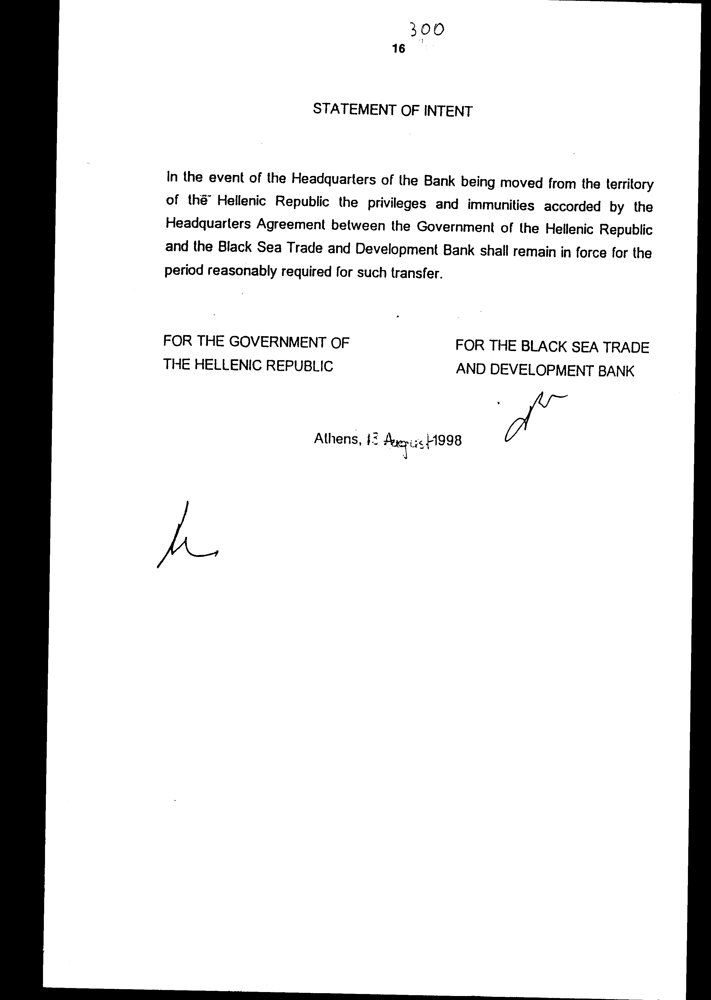 300
16
STATEMENT OF INTENT
In the event of the Headquarters of the Bank being moved from the territory
of the Hellenic Republic the privileges and immunities accorded by the
Headquarters Agreement between the Government of the Hellenic Republic
and the Black Sea Trade and Development Bank shall remain in force for the
period reasonably required for such transfer.
FOR THE GOVERNMENT OF
THE HELLENIC REPUBLIC
FOR THE BLACK SEA TRADE
AND DEVELOPMENT BANK
Athens, 13 August 1998